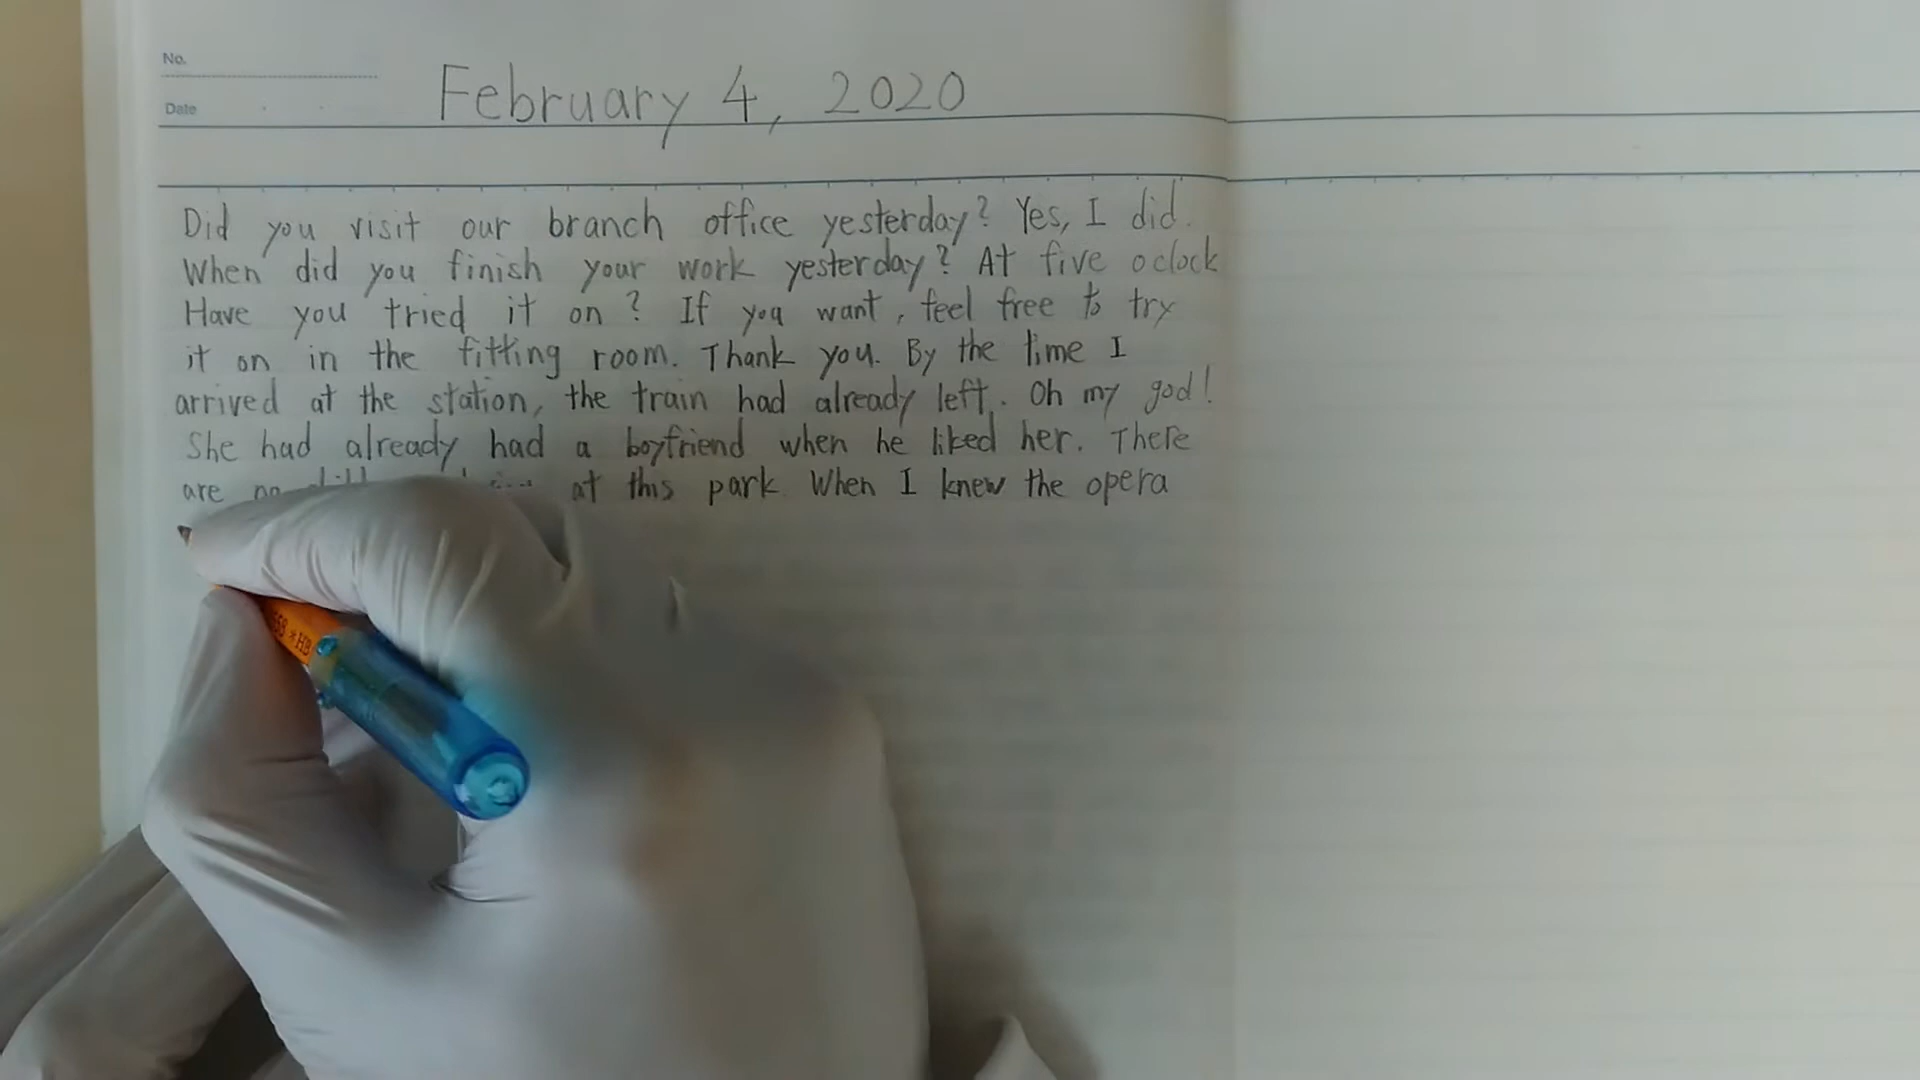 No.
Date
February 4, 2020
Did you visit our branch office yesterday? Yes, I did.
When did you finish your work yesterday? At five o clock
Have you tried it on? If you want, feel free to try
it on in the fitting room. Thank you. By the time I
arrived at the station, the train had already left. Oh my god!
She had already had a boyfriend when he liked her. There
are no at this park. When I knew the opera
*HB